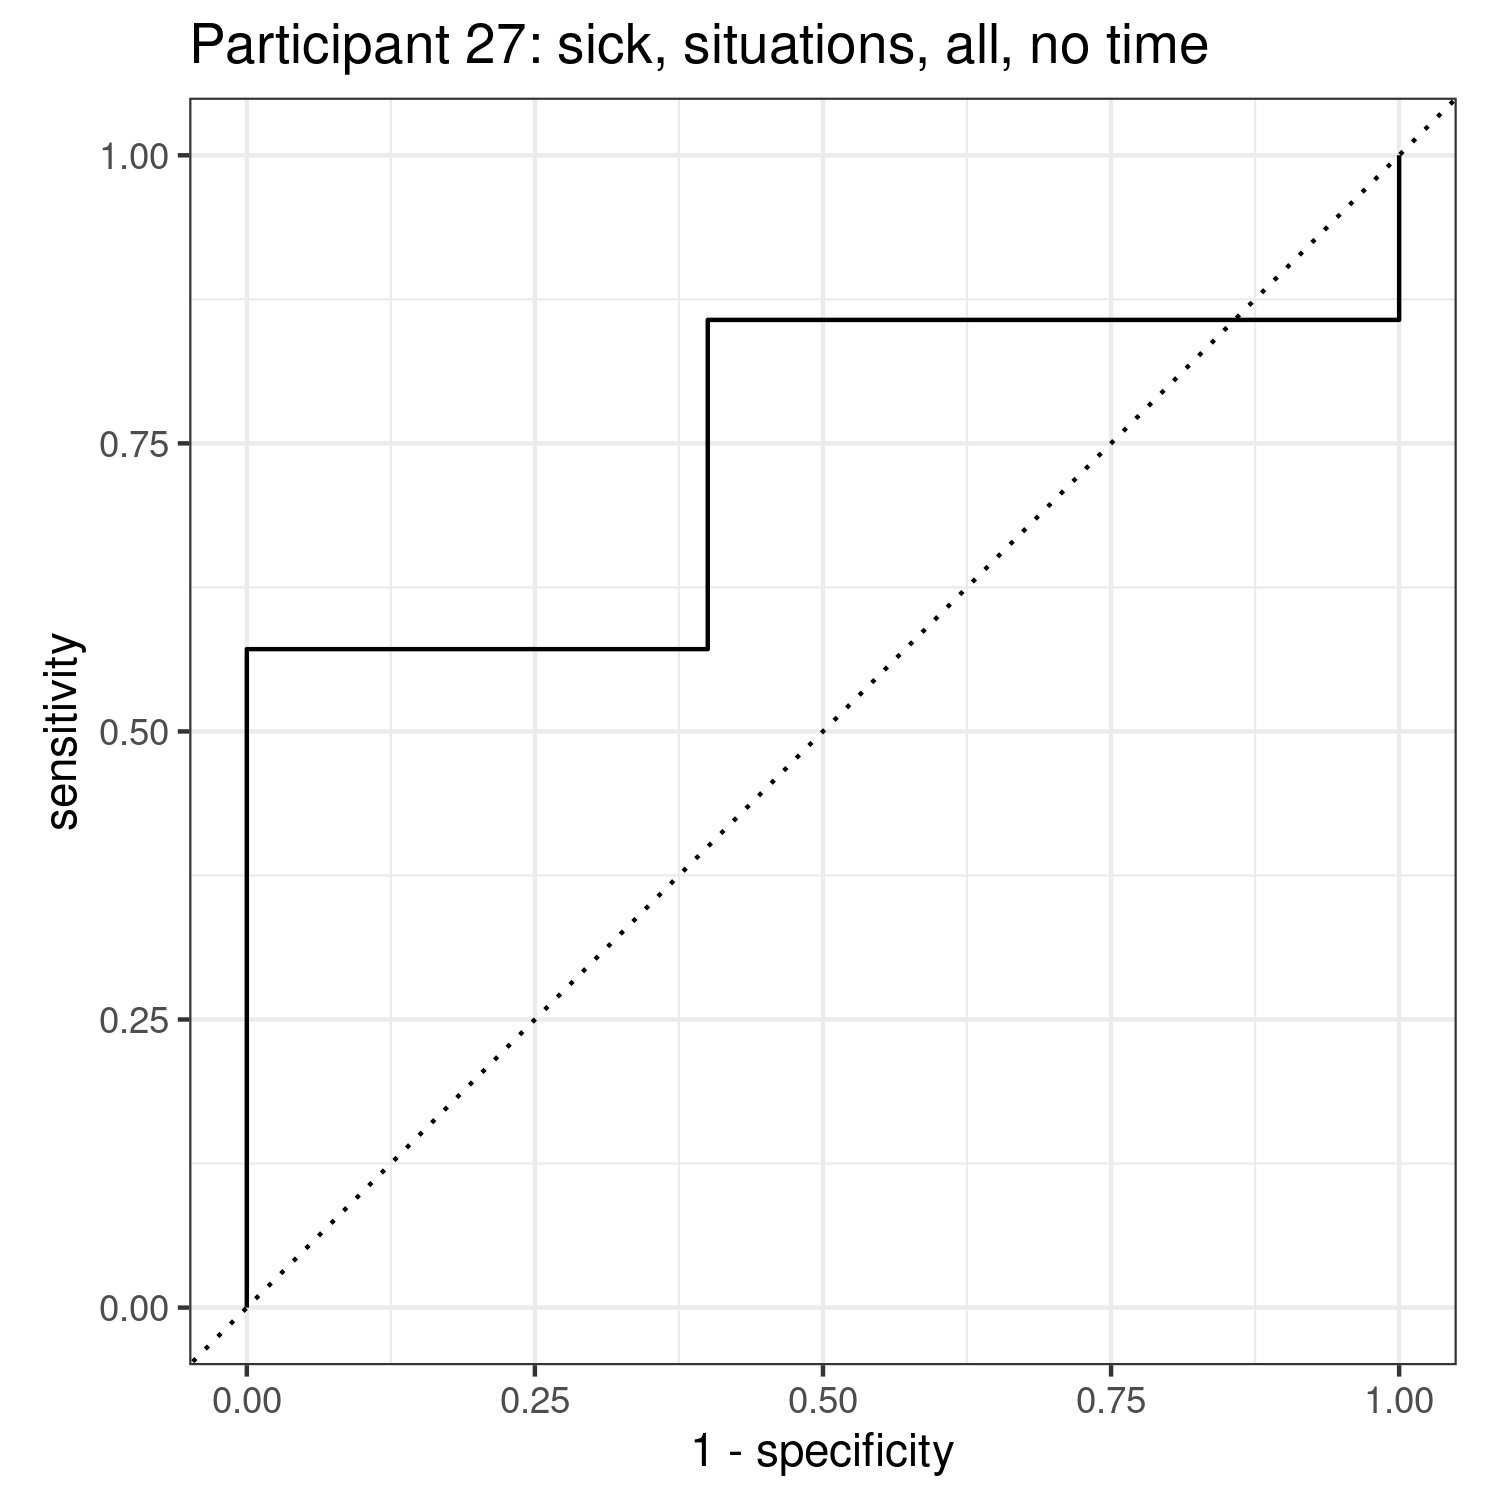 Participant 27: sick, situations, all, no time
1.00
0.75
0.50
0.25
0.00
sensitivity
0.00 0.25 0.50 0.75 1.00
1 - specificity